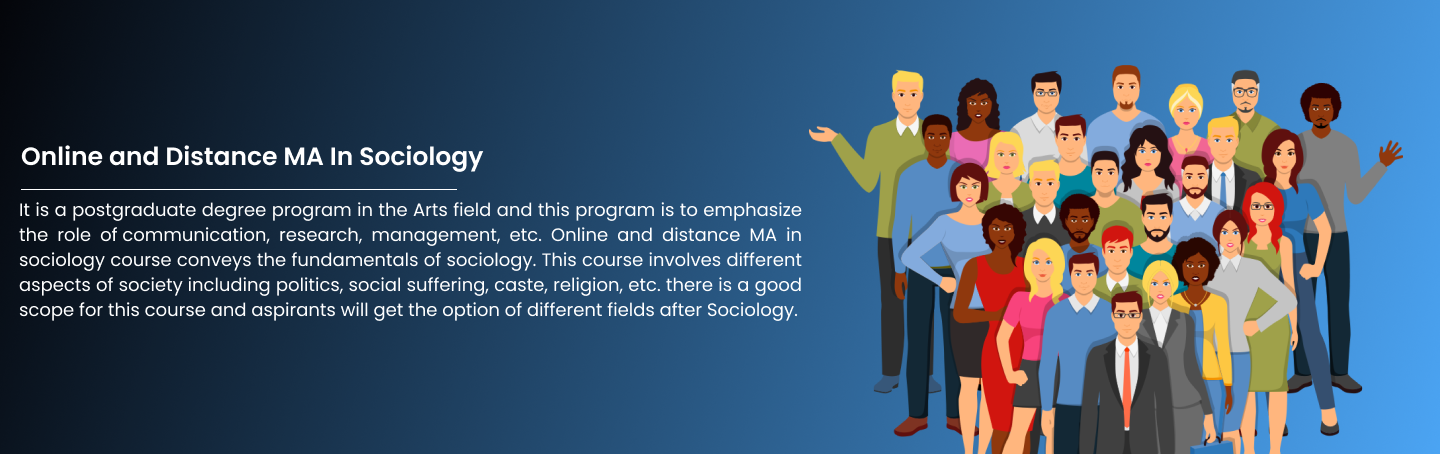 Online and Distance MA In Sociology
It is a postgraduate degree program in the Arts field and this program is to emphasize
the role of communication, research, management, etc. Online and distance MA in
sociology course conveys the fundamentals of sociology. This course involves different
aspects of society including politics, social suffering, caste, religion, etc. there is a good
scope for this course and aspirants will get the option of different fields after Sociology.